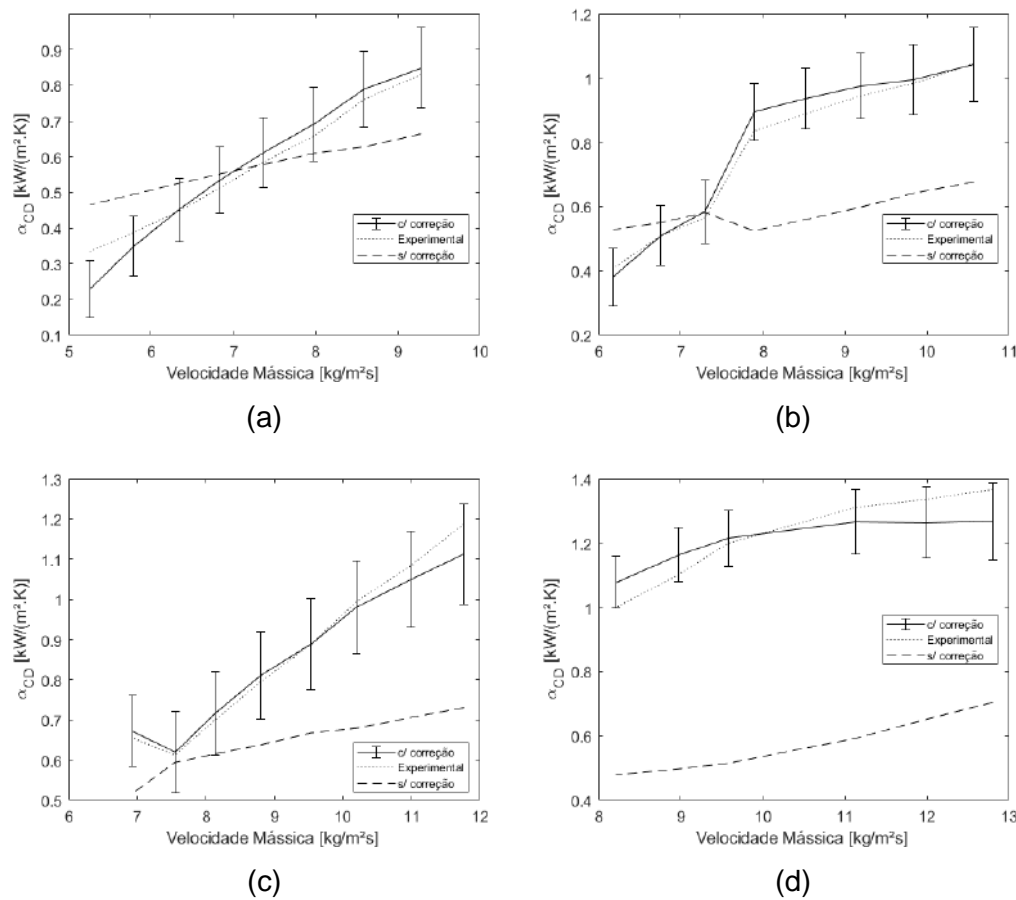 0.9
0.8
0.7
0.6
0.5
0.4
0.3
0.2
0.1
α_CD [kW/(m².K)]
5 6 7 8 9 10
Velocidade Mássica [kg/m²s]
c/ correção
Experimental
s/ correção
(a)
1.2
1
0.8
0.6
0.4
0.2
α_CD [kW/(m².K)]
6 7 8 9 10 11
Velocidade Mássica [kg/m²s]
c/ correção
Experimental
s/ correção
(b)
1.3
1.2
1.1
1
0.9
0.8
0.7
0.6
0.5
α_CD [kW/(m².K)]
6 7 8 9 10 11 12
Velocidade Mássica [kg/m²s]
c/ correção
Experimental
s/ correção
(c)
1.4
1.2
1
0.8
0.6
0.4
α_CD [kW/(m².K)]
8 9 10 11 12 13
Velocidade Mássica [kg/m²s]
c/ correção
Experimental
s/ correção
(d)